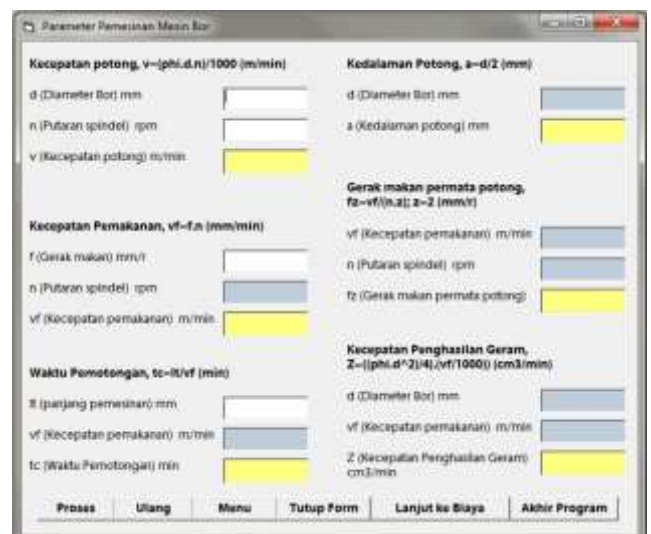 Parameter Pemesinan Mesin Bor
Kecepatan potong, v=(phi.d.n)/1000 (m/min)
d (Diameter Bor) mm
n (Putaran spindel) rpm
v (Kecepatan potong) m/min
Kecepatan Pemakanan, vf=f.n (mm/min)
f (Gerak makan) mm/r
n (Putaran spindel) rpm
vf (Kecepatan pemakanan) m/min
Waktu Pemotongan, tc=lt/vf (min)
lt (panjang pemesinan) mm
vf (Kecepatan pemakanan) m/min
tc (Waktu Pemotongan) min
Kedalaman Potong, a=d/2 (mm)
d (Diameter Bor) mm
a (Kedalaman potong) mm
Gerak makan permata potong,
fz=vf/(n.z); z=2 (mm/r)
vf (Kecepatan pemakanan) m/min
n (Putaran spindel) rpm
fz (Gerak makan permata potong)
Kecepatan Penghasilan Geram,
Z=((phi.d^2)/4).(vf/1000)) (cm3/min)
d (Diameter Bor) mm
vf (Kecepatan pemakanan) m/min
Z (Kecepatan Penghasilan Geram)
cm3/min
Proses Ulang Menu Tutup Form Lanjut ke Biaya Akhir Program